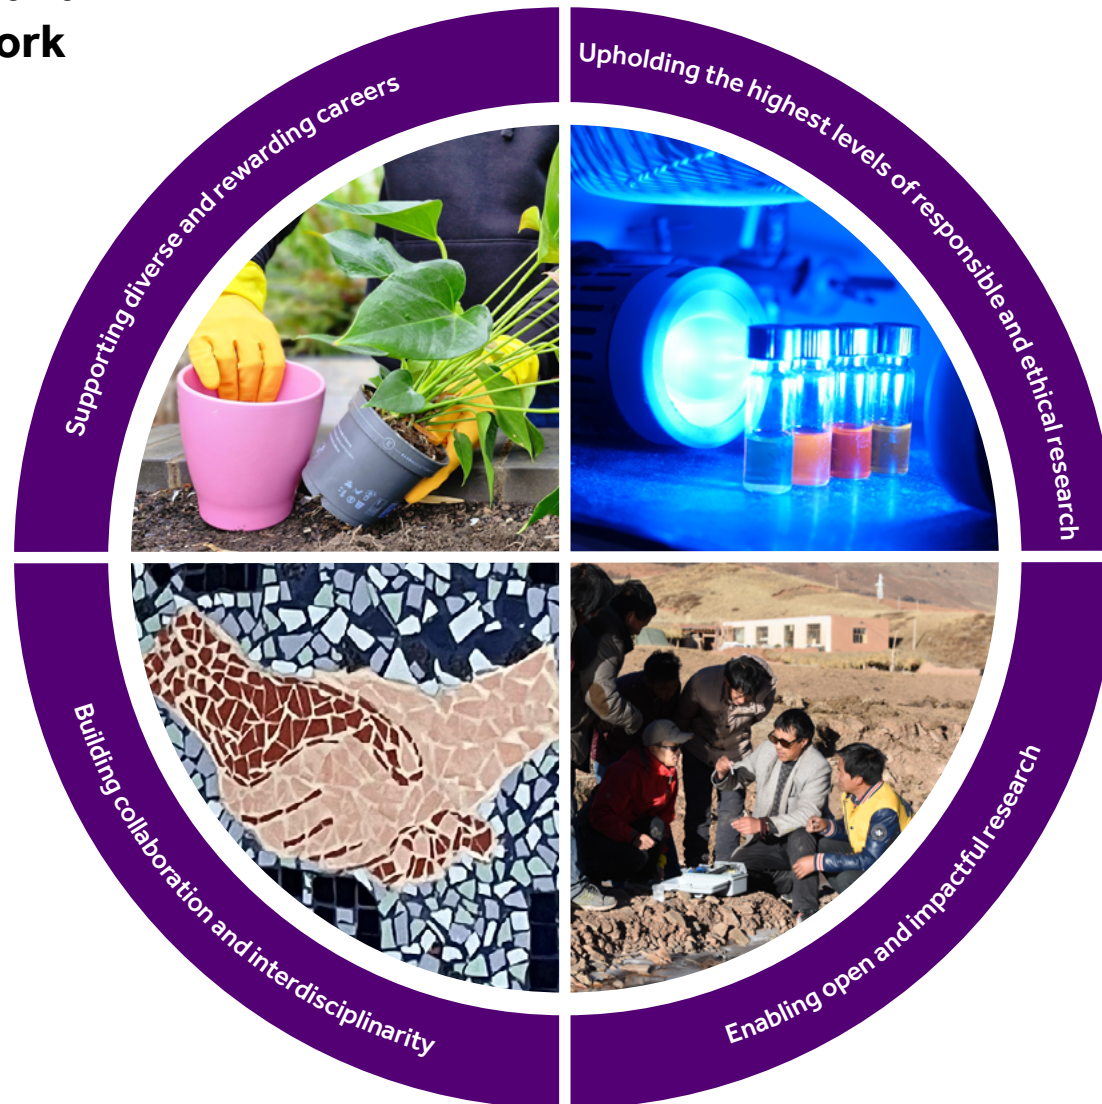 ork
Supporting diverse and rewarding careers
Upholding the highest levels of responsible and ethical research
Building collaboration and interdisciplinarity
Enabling open and impactful research